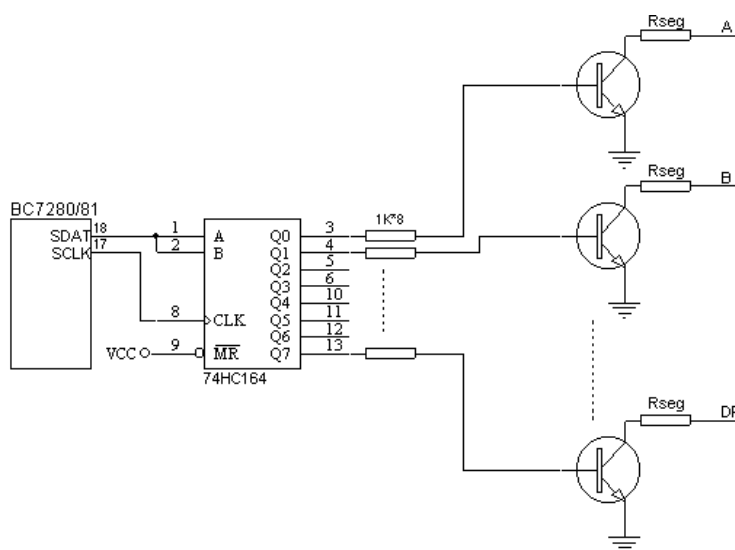 Rseg A
Rseg B
BC7280/81
SDAT 18
SCLK 17
1 A
2 B
8 CLK
VCC 9 MR
74HC164
Q0 3
Q1 4
Q2 5
Q3 6
Q4 10
Q5 11
Q6 12
Q7 13
1K*8
Rseg DP